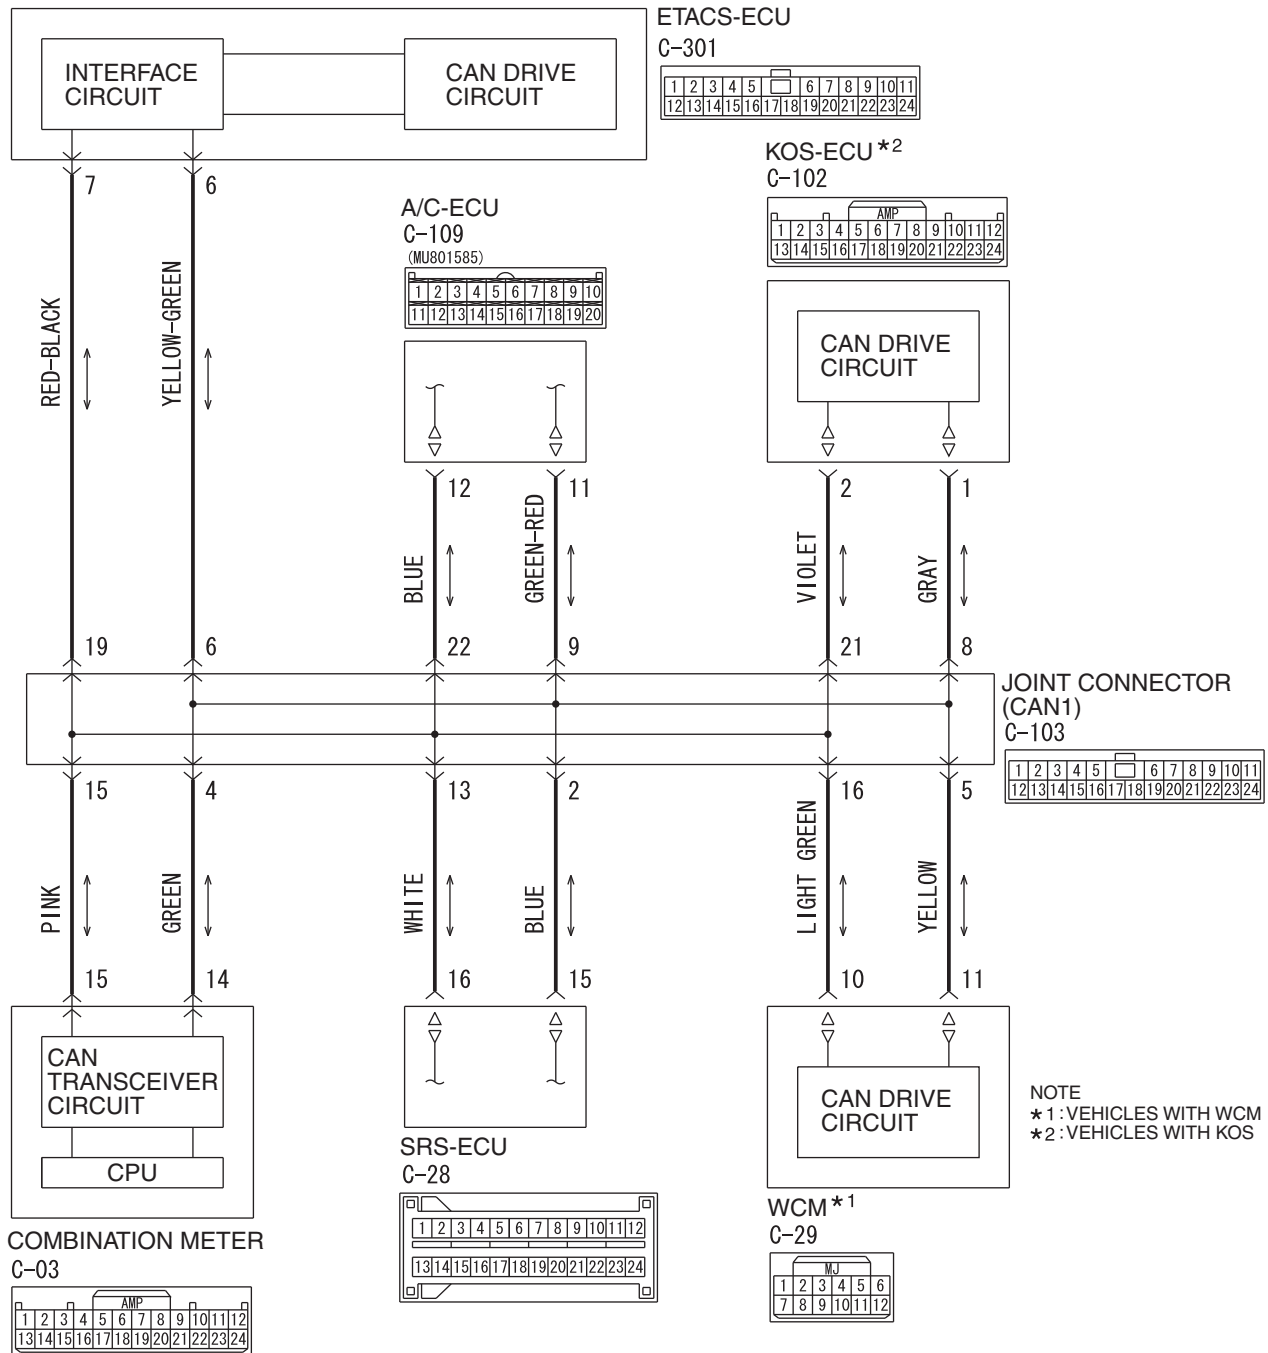 ETACS-ECU
C-301
INTERFACE
CIRCUIT
CAN DRIVE
CIRCUIT
1 2 3 4 5 6 7 8 9 10 11
12 13 14 15 16 17 18 19 20 21 22 23 24
KOS-ECU*2
C-102
AMP
1 2 3 4 5 6 7 8 9 10 11 12
13 14 15 16 17 18 19 20 21 22 23 24
7
6
A/C-ECU
C-109
(MU801585)
1 2 3 4 5 6 7 8 9 10
11 12 13 14 15 16 17 18 19 20
CAN DRIVE
CIRCUIT
RED-BLACK
YELLOW-GREEN
12
11
2
1
BLUE
GREEN-RED
VIOLET
GRAY
19
6
22
9
21
8
JOINT CONNECTOR
(CAN1)
C-103
1 2 3 4 5 6 7 8 9 10 11
12 13 14 15 16 17 18 19 20 21 22 23 24
15
4
13
2
16
5
PINK
GREEN
WHITE
BLUE
LIGHT GREEN
YELLOW
15
14
16
15
10
11
CAN
TRANSCEIVER
CIRCUIT
CPU
CAN DRIVE
CIRCUIT
NOTE
*1:VEHICLES WITH WCM
*2:VEHICLES WITH KOS
COMBINATION METER
C-03
AMP
1 2 3 4 5 6 7 8 9 10 11 12
13 14 15 16 17 18 19 20 21 22 23 24
SRS-ECU
C-28
1 2 3 4 5 6 7 8 9 10 11 12
13 14 15 16 17 18 19 20 21 22 23 24
WCM*1
C-29
MJ
1 2 3 4 5 6
7 8 9 10 11 12